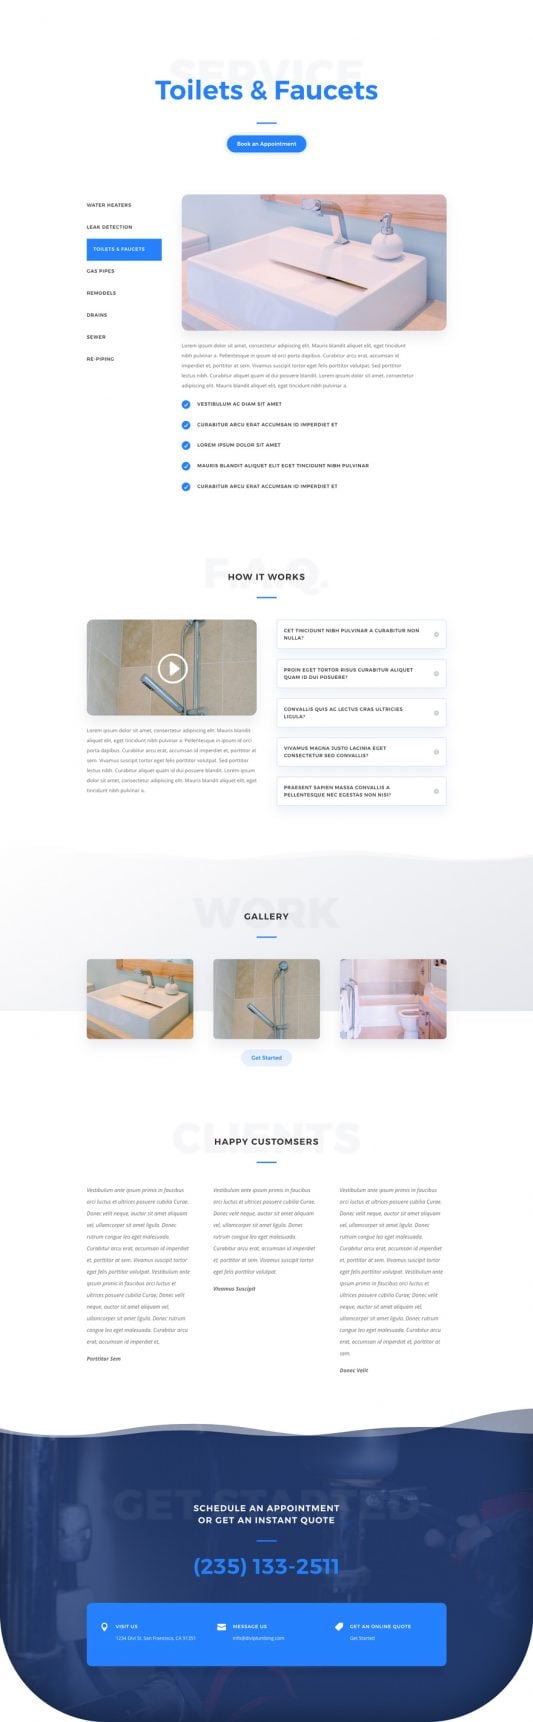 SERVICE
Toilets & Faucets
Book an Appointment
WATER HEATERS
LEAK DETECTION
TOILETS & FAUCETS
GAS PIPES
REMODELS
DRAINS
SEWER
RE-PIPING
Lorem ipsum dolor sit amet, consectetur adipiscing elit. Mauris blandit aliquet elit, eget tincidunt
nibh pulvinar a. Pellentesque in ipsum id orci porta dapibus. Curabitur arcu erat, accumsan id
imperdiet et, porttitor at sem. Vivamus suscipit tortor eget felis porttitor volutpat. Sed porttitor
lectus nibh. Curabitur aliquet quam id dui posuere blandit. Lorem ipsum dolor sit amet, consectetur
adipiscing elit. Mauris blandit aliquet elit, eget tincidunt nibh pulvinar a.
VESTIBULUM AC DIAM SIT AMET
CURABITUR ARCU ERAT ACCUMSAN ID IMPERDIET ET
LOREM IPSUM DOLOR SIT AMET
MAURIS BLANDIT ALIQUET ELIT EGET TINCIDUNT NIBH PULVINAR
CURABITUR ARCU ERAT ACCUMSAN ID IMPERDIET ET
F.A.Q.
HOW IT WORKS
Lorem ipsum dolor sit amet, consectetur adipiscing elit. Mauris blandit
aliquet elit, eget tincidunt nibh pulvinar a. Pellentesque in ipsum id orci
porta dapibus. Curabitur arcu erat, accumsan id imperdiet et, porttitor at
sem. Vivamus suscipit tortor eget felis porttitor volutpat. Sed porttitor
lectus nibh. Curabitur aliquet quam id dui posuere blandit. Lorem ipsum
dolor sit amet, consectetur adipiscing elit. Mauris blandit aliquet elit, eget
tincidunt nibh pulvinar a.
CET TINCIDUNT NIBH PULVINAR A CURABITUR NON
NULLA?
PROIN EGET TORTOR RISUS CURABITUR ALIQUET
QUAM ID DUI POSUERE?
CONVALLIS QUIS AC LECTUS CRAS ULTRICIES
LIGULA?
VIVAMUS MAGNA JUSTO LACINIA EGET
CONSECTETUR SED CONVALLIS?
PRAESENT SAPIEN MASSA CONVALLIS A
PELLENTESQUE NEC EGESTAS NON NISI?
WORK
GALLERY
Get Started
CLIENTS
HAPPY CUSTOMSERS
Vestibulum ante ipsum primis in faucibus
orci luctus et ultrices posuere cubilia Curae;
Donec velit neque, auctor sit amet aliquam
vel, ullamcorper sit amet ligula. Donec
rutrum congue leo eget malesuada.
Curabitur arcu erat, accumsan id imperdiet
et, porttitor at sem. Vivamus suscipit tortor
eget felis porttitor volutpat. Vestibulum ante
ipsum primis in faucibus orci luctus et
ultrices posuere cubilia Curae; Donec velit
neque, auctor sit amet aliquam vel,
ullamcorper sit amet ligula. Donec rutrum
congue leo eget malesuada. Curabitur arcu
erat, accumsan id imperdiet et,
Porttitor Sem
Vestibulum ante ipsum primis in faucibus
orci luctus et ultrices posuere cubilia Curae;
Donec velit neque, auctor sit amet aliquam
vel, ullamcorper sit amet ligula. Donec
rutrum congue leo eget malesuada.
Curabitur arcu erat, accumsan id imperdiet
et, porttitor at sem. Vivamus suscipit tortor
eget felis porttitor volutpat.
Vivamus Suscipit
Vestibulum ante ipsum primis in faucibus
orci luctus et ultrices posuere cubilia Curae;
Donec velit neque, auctor sit amet aliquam
vel, ullamcorper sit amet ligula. Donec
rutrum congue leo eget malesuada.
Curabitur arcu erat, accumsan id imperdiet
et, porttitor at sem. Vivamus suscipit tortor
eget felis porttitor volutpat. Vestibulum ante
ipsum primis in faucibus orci luctus et
ultrices posuere cubilia Curae; Donec velit
neque, auctor sit amet aliquam vel,
ullamcorper sit amet ligula. Donec rutrum
congue leo eget malesuada. Curabitur arcu
erat, accumsan id imperdiet et, porttitor at
sem.
Donec Velit
GET STARTED
SCHEDULE AN APPOINTMENT
OR GET AN INSTANT QUOTE
(235) 133-2511
VISIT US
1234 Divi St. San Francisco, CA 91351
MESSAGE US
info@diviplumbing.com
GET AN ONLINE QUOTE
Get Started